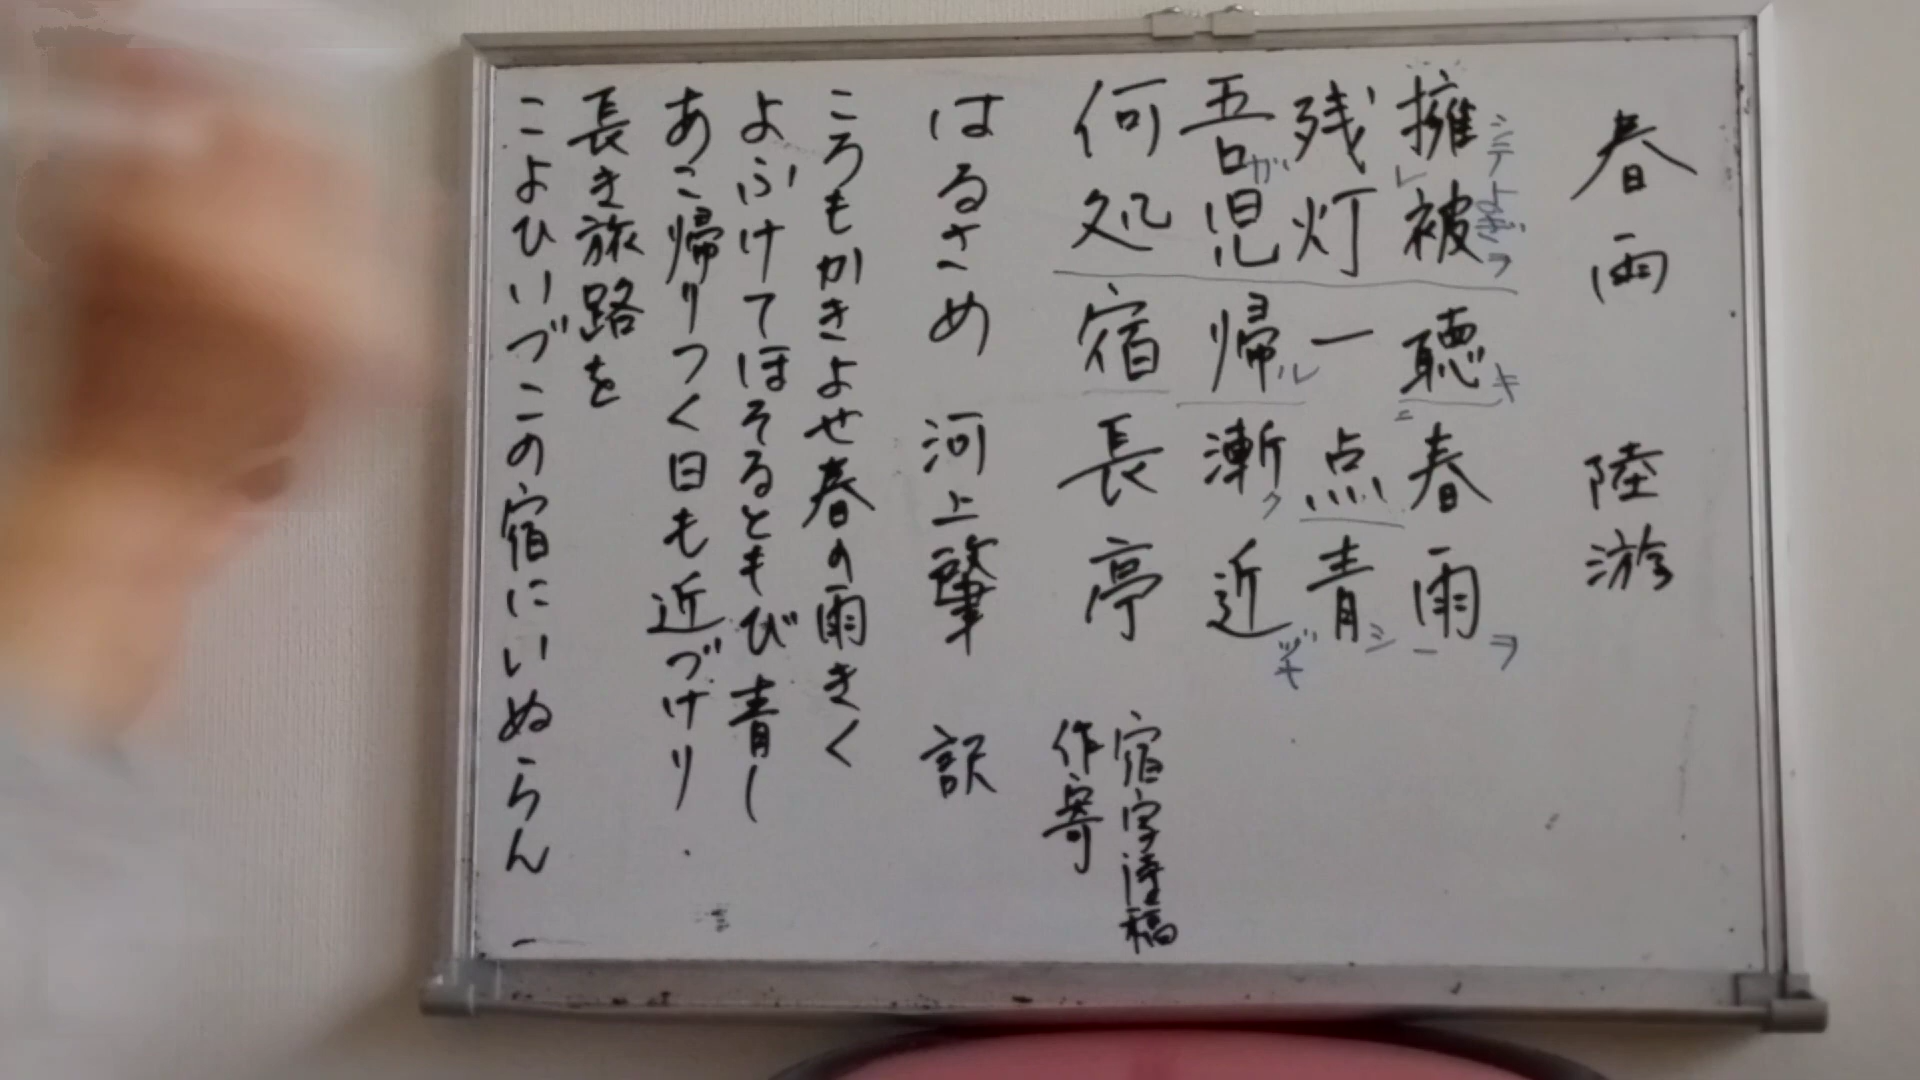 春雨 陸游
擁被聴春雨
残灯一点青
吾児帰漸近
何処宿長亭
宿字詩稿
作寄
はるさめ 河上肇 訳
ころもかきよせ春の雨きく
よふけてほそるともび青し
あこ帰りつく日も近づけり
長き旅路を
こよひいづこの宿にいぬらん